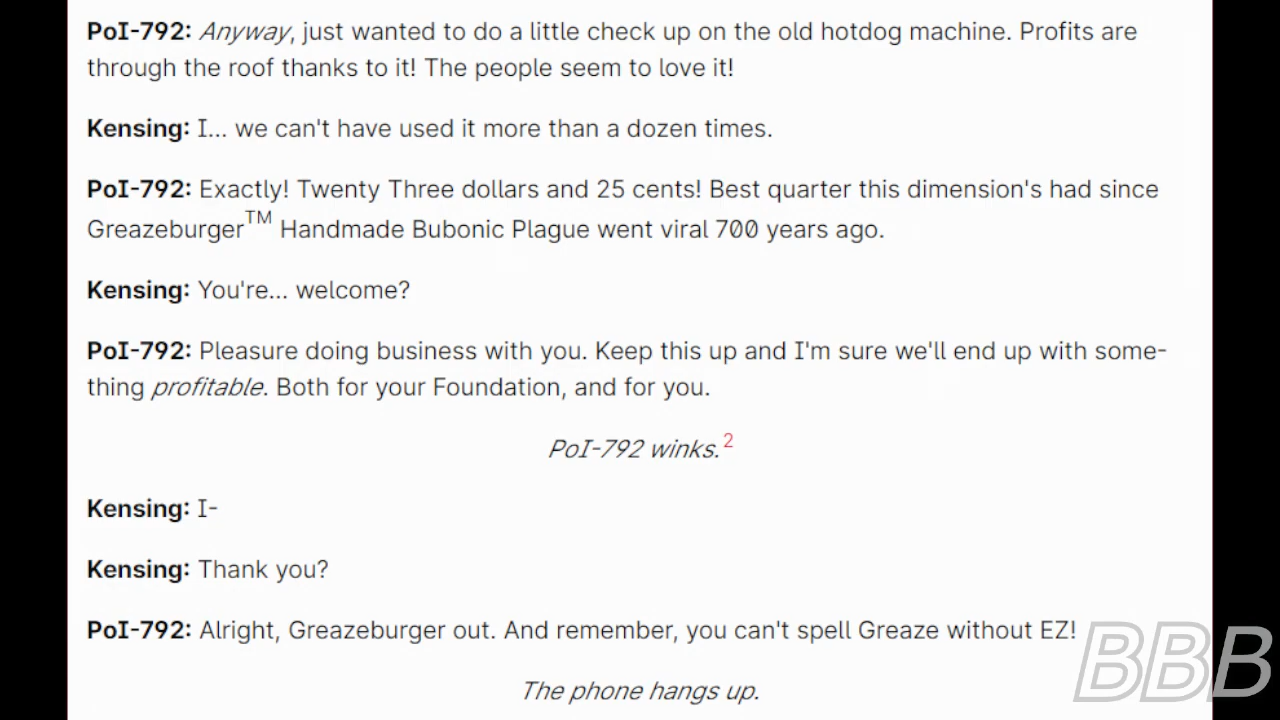 PoI-792: Anyway, just wanted to do a little check up on the old hotdog machine. Profits are
through the roof thanks to it! The people seem to love it!
Kensing: I... we can't have used it more than a dozen times.
PoI-792: Exactly! Twenty Three dollars and 25 cents! Best quarter this dimension's had since
Greazeburger™ Handmade Bubonic Plague went viral 700 years ago.
Kensing: You're... welcome?
PoI-792: Pleasure doing business with you. Keep this up and I'm sure we'll end up with some-
thing profitable. Both for your Foundation, and for you.
PoI-792 winks.2
Kensing: I-
Kensing: Thank you?
PoI-792: Alright, Greazeburger out. And remember, you can't spell Greaze without EZ!
The phone hangs up.
BBB